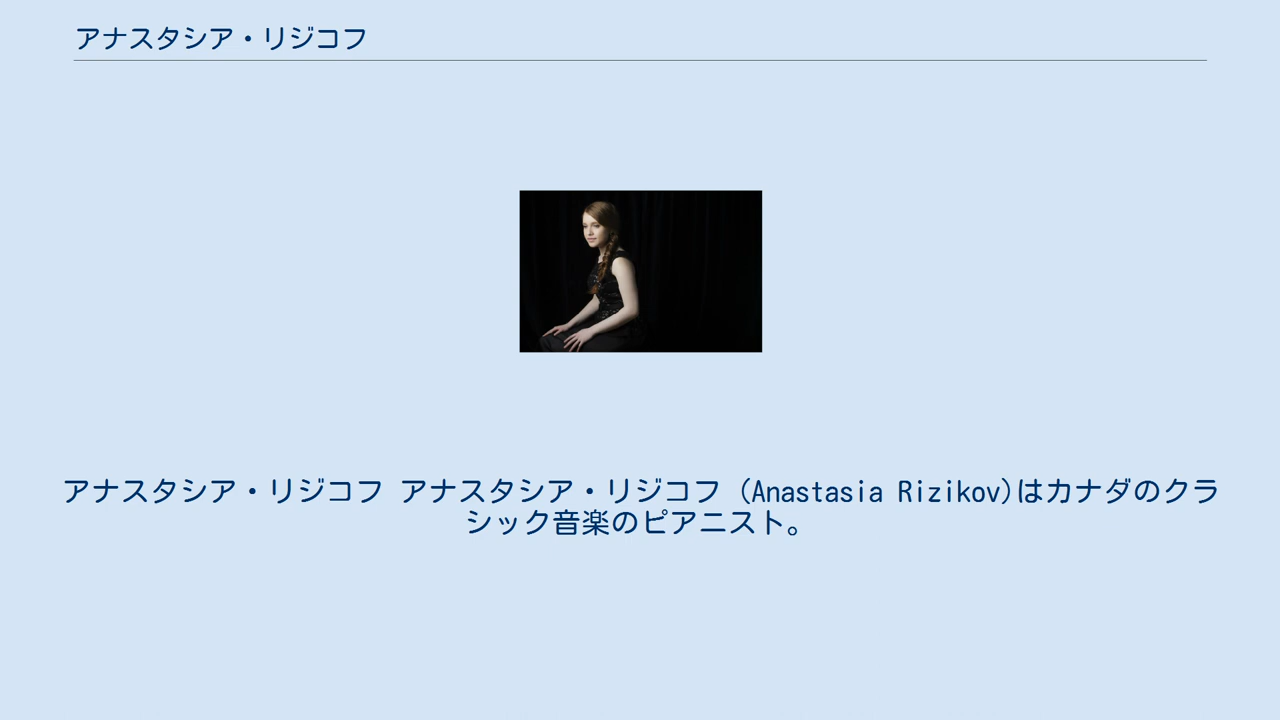 アナスタシア・リジコフ
アナスタシア・リジコフ アナスタシア・リジコフ (Anastasia Rizikov)はカナダのクラ
シック音楽のピアニスト。